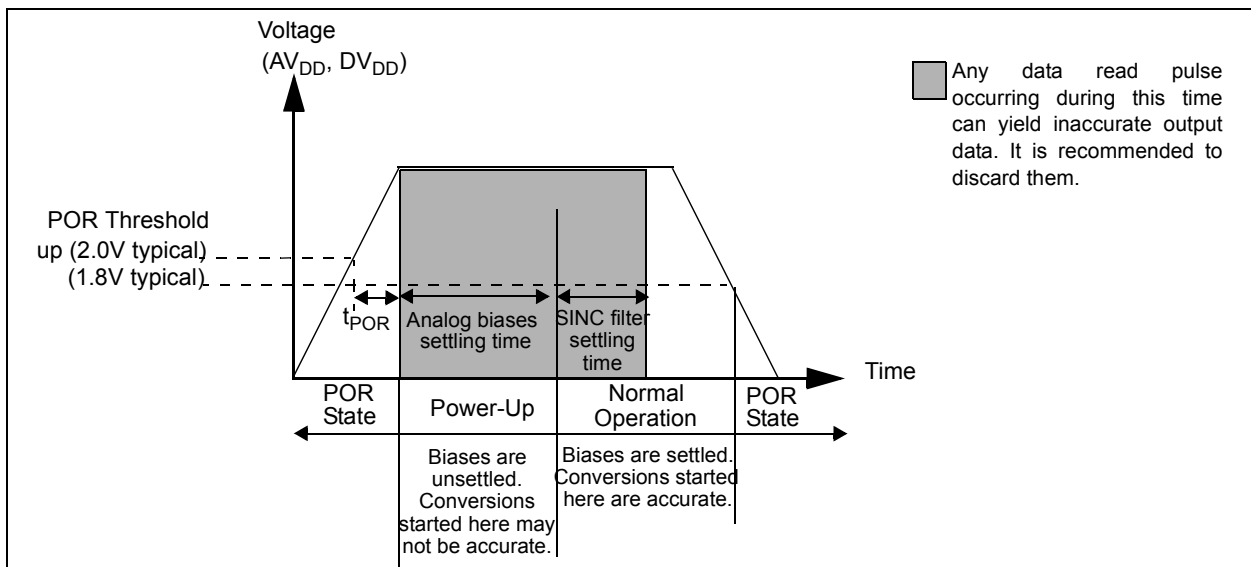 Voltage
(AVDD, DVDD)
Any data read pulse
occurring during this time
can yield inaccurate output
data. It is recommended to
discard them.
POR Threshold
up (2.0V typical)
(1.8V typical)
tPOR
Analog biases
settling time
SINC filter
settling
time
Time
POR
State
Power-Up
Normal
Operation
POR
State
Biases are
unsettled.
Conversions
started here may
not be accurate.
Biases are settled.
Conversions started
here are accurate.